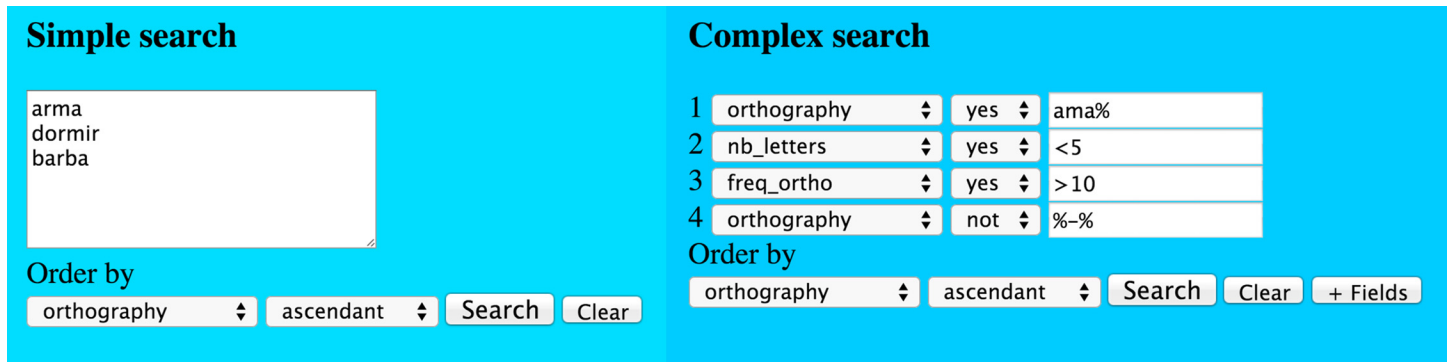 Simple search
arma
dormir
barba
Order by
orthography ascendant Search Clear
Complex search
1 orthography yes ama%
2 nb_letters yes <5
3 freq_ortho yes >10
4 orthography not %-%
Order by
orthography ascendant Search Clear + Fields